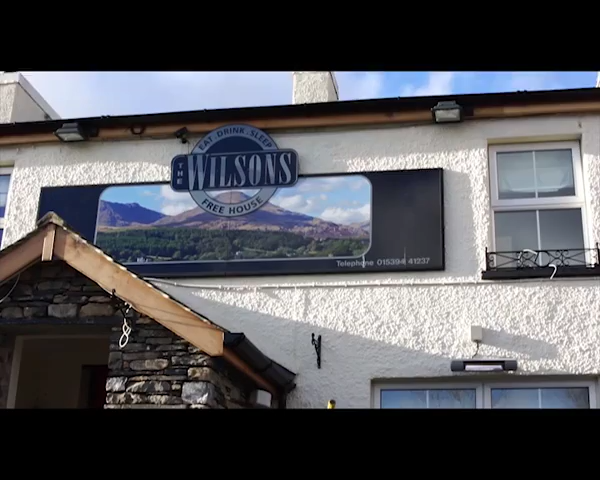 EAT · DRINK · SLEEP
THE WILSONS
FREE HOUSE
Telephone 015394 41237